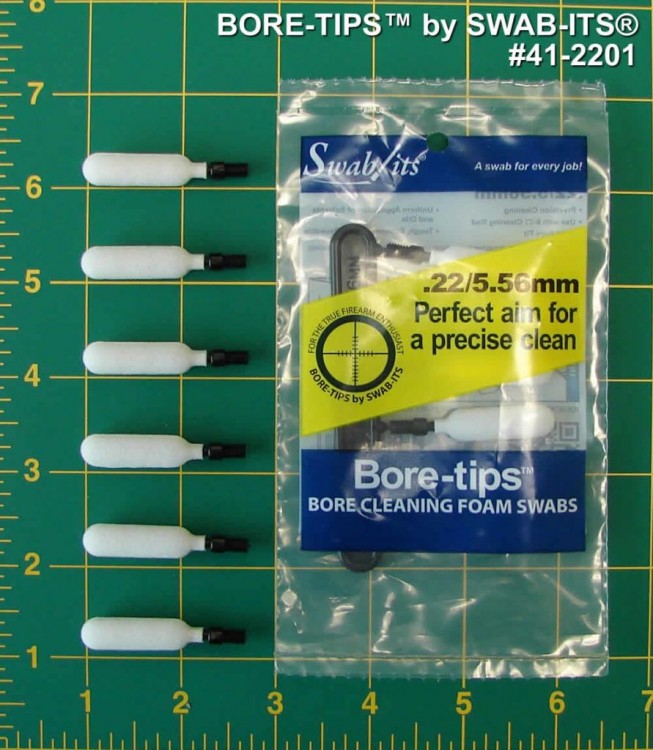 BORE-TIPS™ by SWAB-ITS®
#41-2201
8
7
6
5
4
3
2
1
Swab-its®
A swab for every job!
.22/5.56mm
Perfect aim for
a precise clean
FOR THE TRUE FIREARM ENTHUSIAST
BORE-TIPS by SWAB-ITS
Bore-tips™
BORE CLEANING FOAM SWABS
1 2 3 4 5 6 7